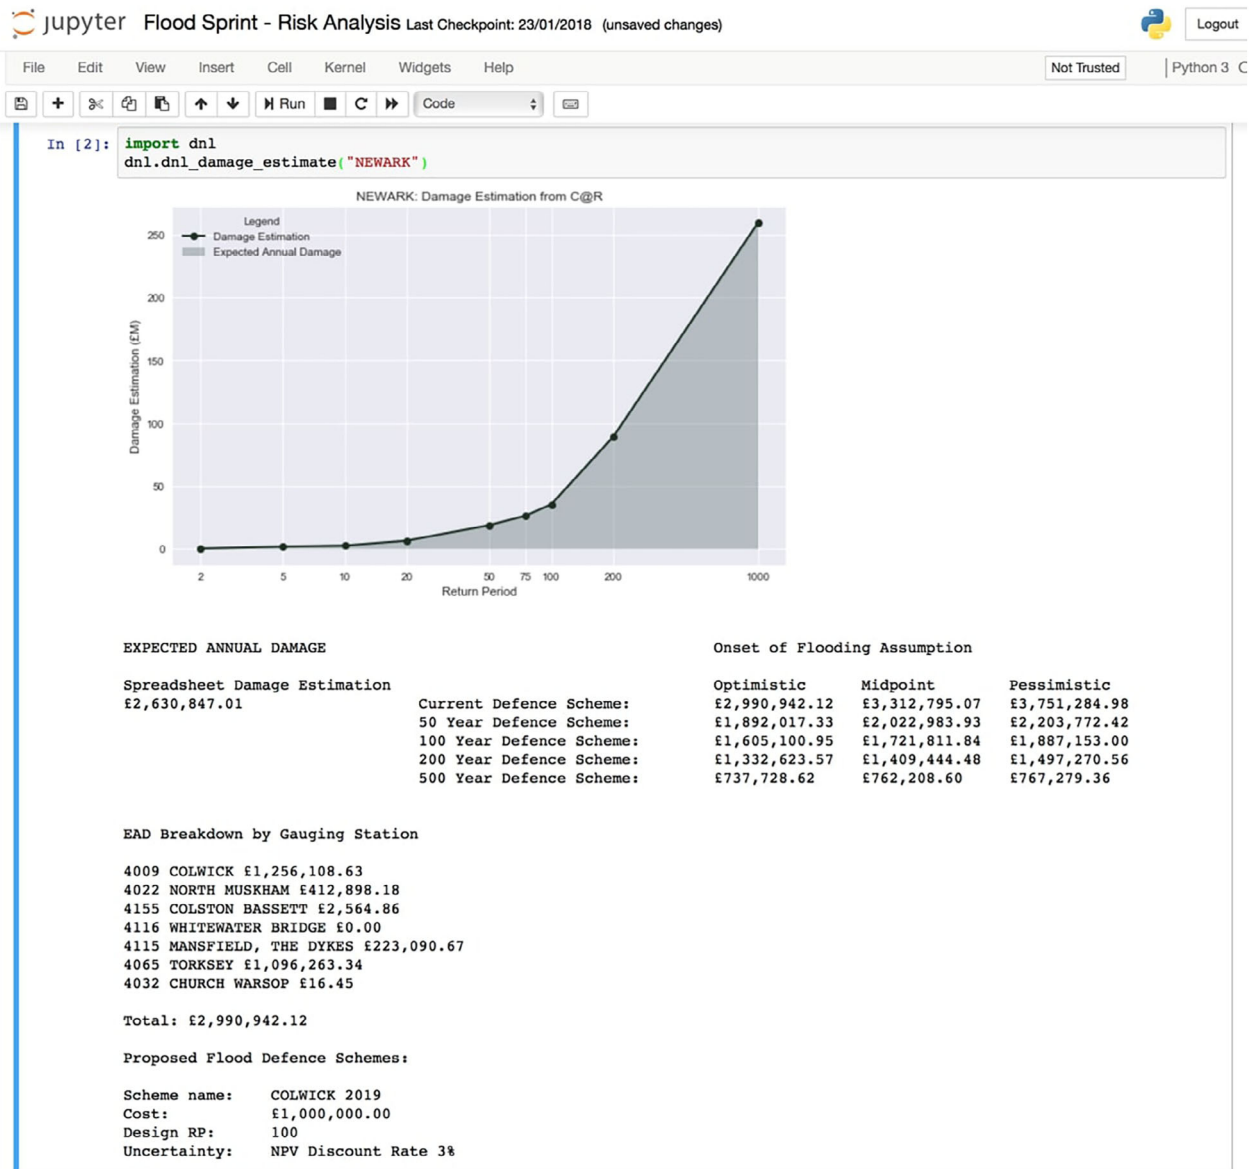 jupyter Flood Sprint - Risk Analysis Last Checkpoint: 23/01/2018 (unsaved changes)
Logout
File Edit View Insert Cell Kernel Widgets Help
Not Trusted
Python 3
Run
Code
In [2]: import dnl
dnl.dnl_damage_estimate("NEWARK")
NEWARK: Damage Estimation from C@R
Legend
Damage Estimation
Expected Annual Damage
Damage Estimation (£M)
250
200
150
100
50
0
2 5 10 20 50 75 100 200 1000
Return Period
EXPECTED ANNUAL DAMAGE Onset of Flooding Assumption
Spreadsheet Damage Estimation Optimistic Midpoint Pessimistic
£2,630,847.01 Current Defence Scheme: £2,990,942.12 £3,312,795.07 £3,751,284.98
50 Year Defence Scheme: £1,892,017.33 £2,022,983.93 £2,203,772.42
100 Year Defence Scheme: £1,605,100.95 £1,721,811.84 £1,887,153.00
200 Year Defence Scheme: £1,332,623.57 £1,409,444.48 £1,497,270.56
500 Year Defence Scheme: £737,728.62 £762,208.60 £767,279.36
EAD Breakdown by Gauging Station
4009 COLWICK £1,256,108.63
4022 NORTH MUSKHAM £412,898.18
4155 COLSTON BASSETT £2,564.86
4116 WHITEWATER BRIDGE £0.00
4115 MANSFIELD, THE DYKES £223,090.67
4065 TORKSEY £1,096,263.34
4032 CHURCH WARSOP £16.45
Total: £2,990,942.12
Proposed Flood Defence Schemes:
Scheme name: COLWICK 2019
Cost: £1,000,000.00
Design RP: 100
Uncertainty: NPV Discount Rate 3%